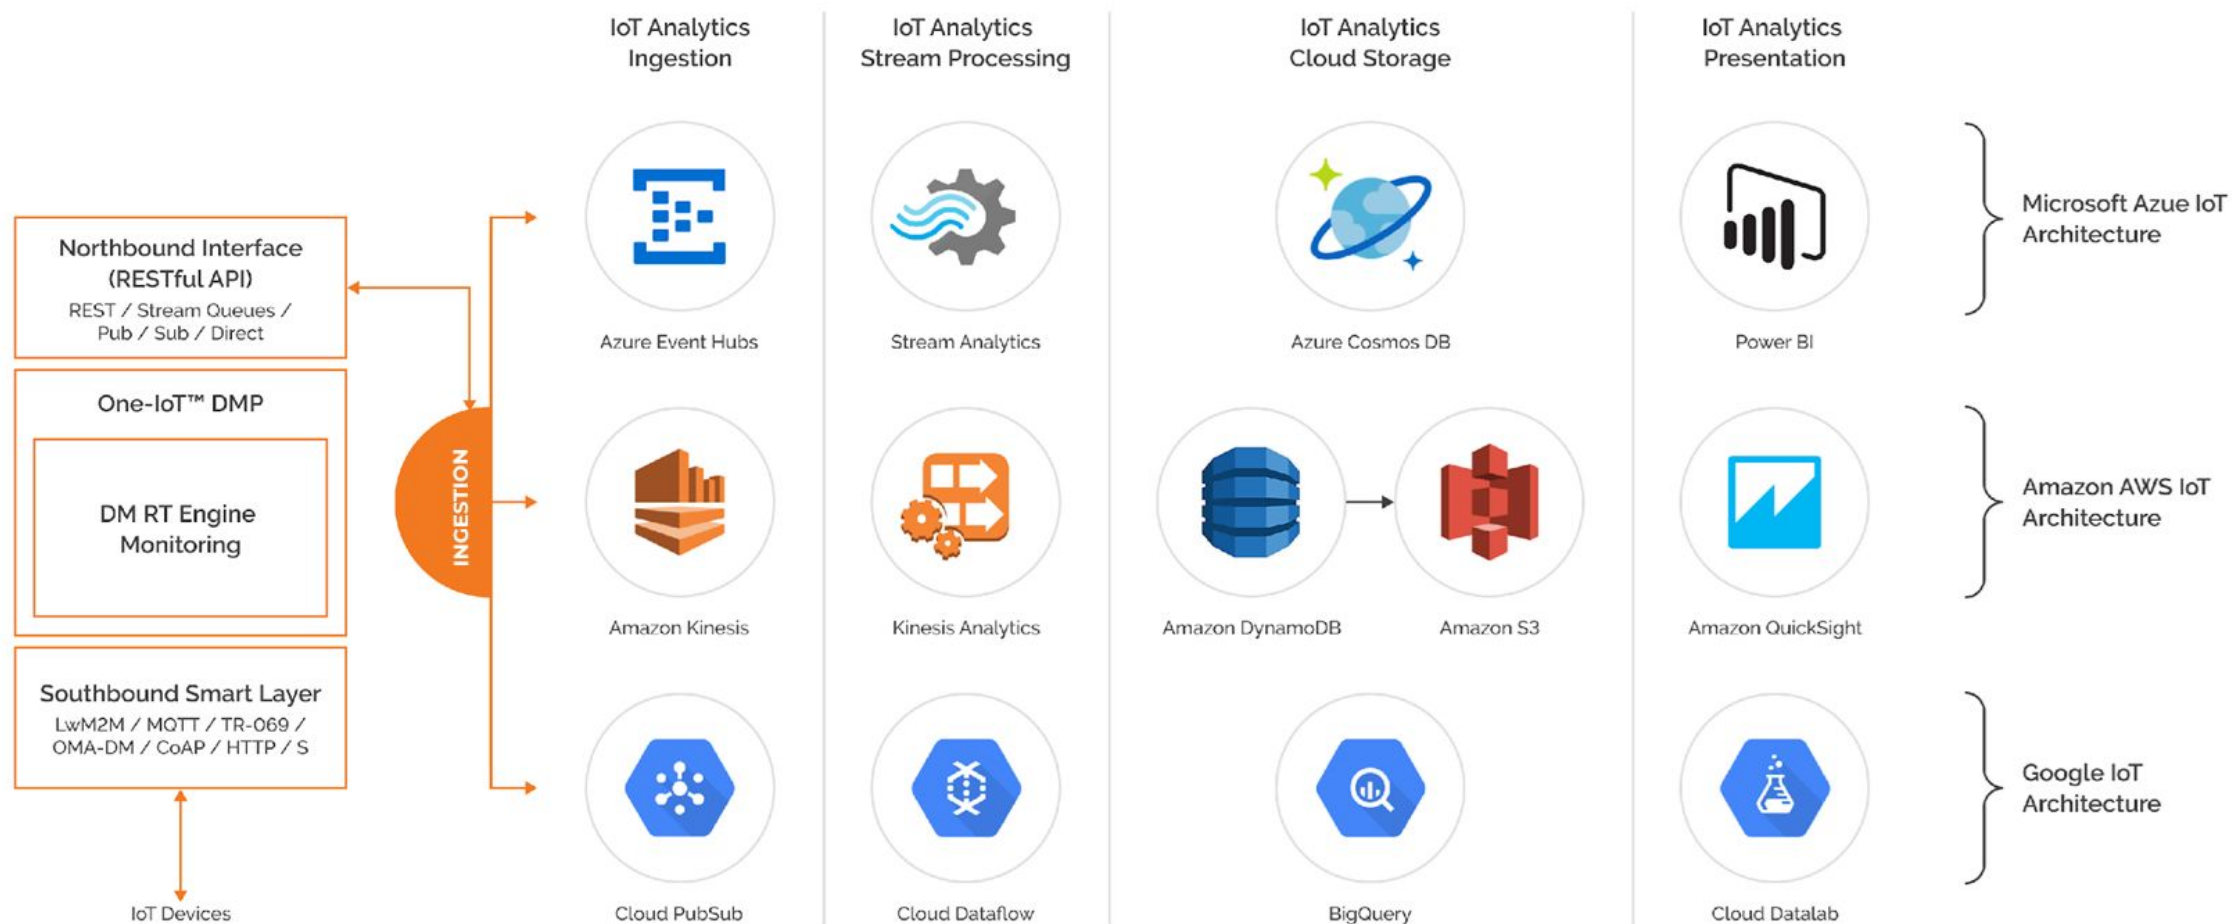 IoT Analytics
Ingestion
IoT Analytics
Stream Processing
IoT Analytics
Cloud Storage
IoT Analytics
Presentation
Northbound Interface
(RESTful API)
REST / Stream Queues /
Pub / Sub / Direct
One-IoT™ DMP
DM RT Engine
Monitoring
Southbound Smart Layer
LwM2M / MQTT / TR-069 /
OMA-DM / CoAP / HTTP / S
IoT Devices
INGESTION
Azure Event Hubs
Stream Analytics
Azure Cosmos DB
Power BI
Microsoft Azue IoT
Architecture
Amazon Kinesis
Kinesis Analytics
Amazon DynamoDB
Amazon S3
Amazon QuickSight
Amazon AWS IoT
Architecture
Cloud PubSub
Cloud Dataflow
BigQuery
Cloud Datalab
Google IoT
Architecture